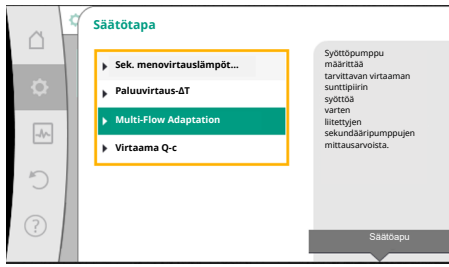 Säätötapa
Sek. menovirtauslämpöt...
Paluuvirtaus-ΔT
Multi-Flow Adaptation
Virtaama Q-c
Syöttöpumppu
määrittää
tarvittavan virtaaman
sunttipiirin
syöttöä
varten
liitettyjen
sekundääripumppujen
mittausarvoista.
Säätöapu